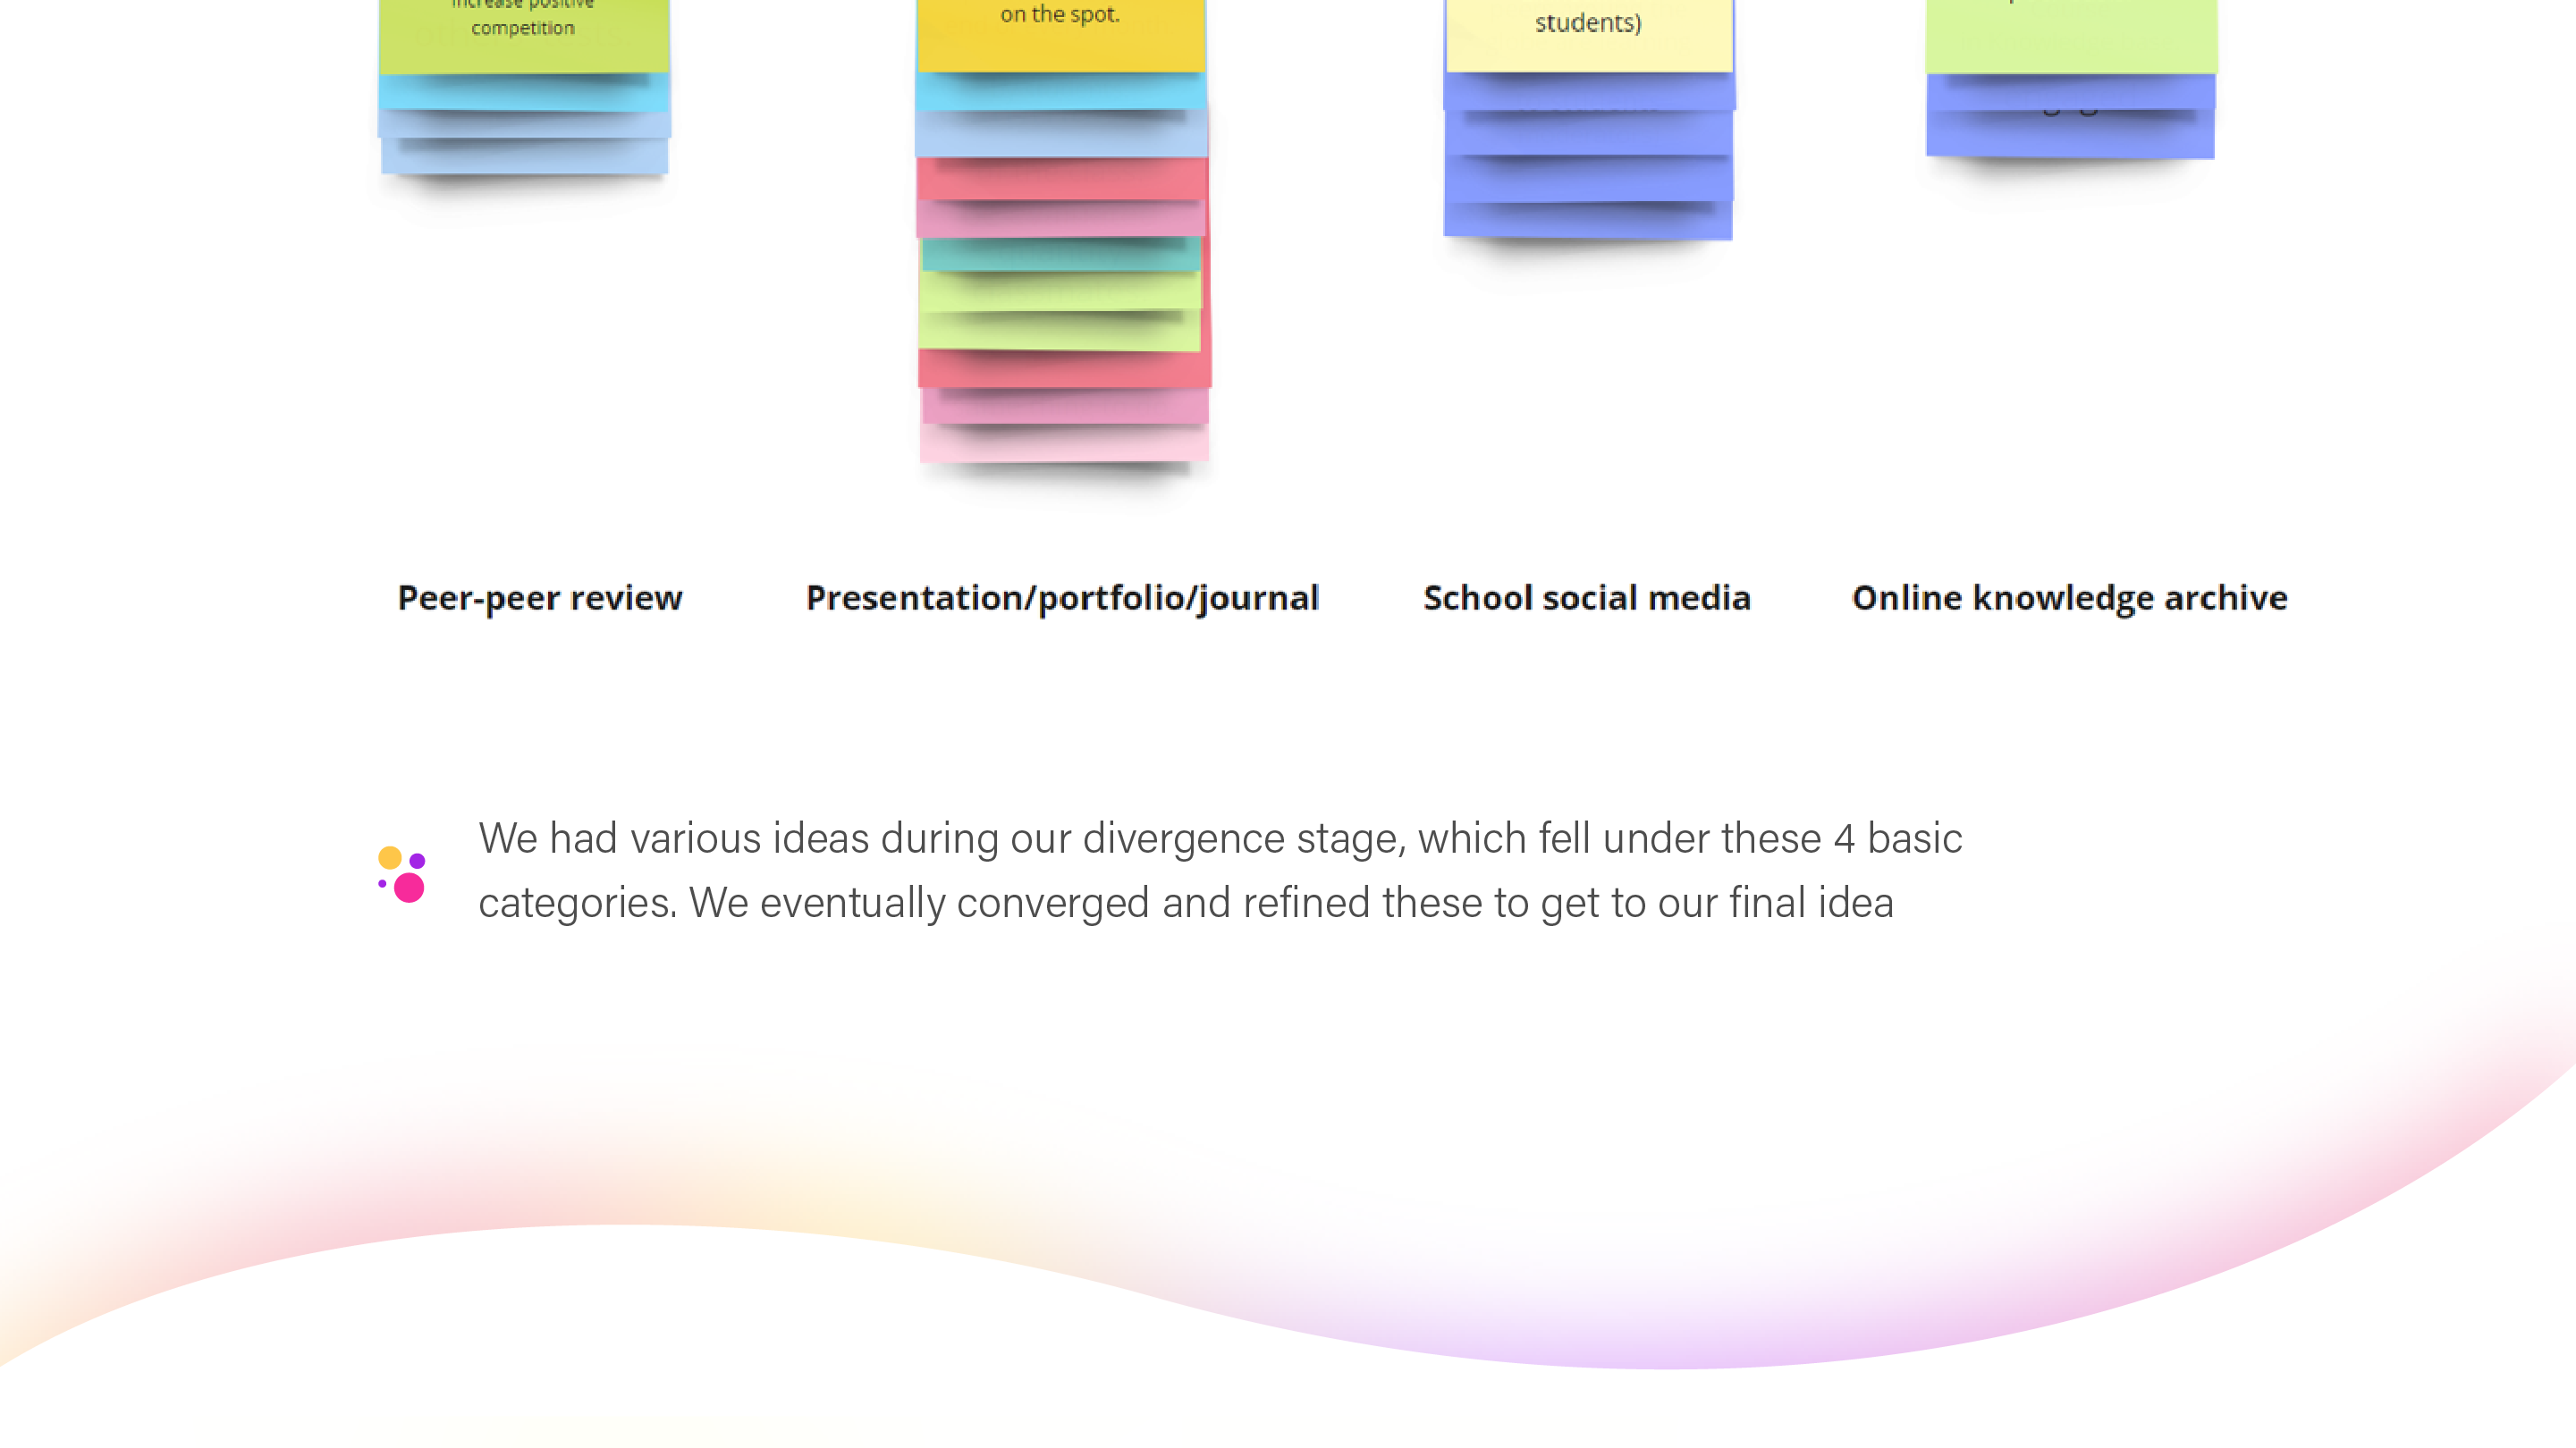 increase positive
competition
on the spot.
students)
Peer-peer review
Presentation/portfolio/journal
School social media
Online knowledge archive
We had various ideas during our divergence stage, which fell under these 4 basic
categories. We eventually converged and refined these to get to our final idea